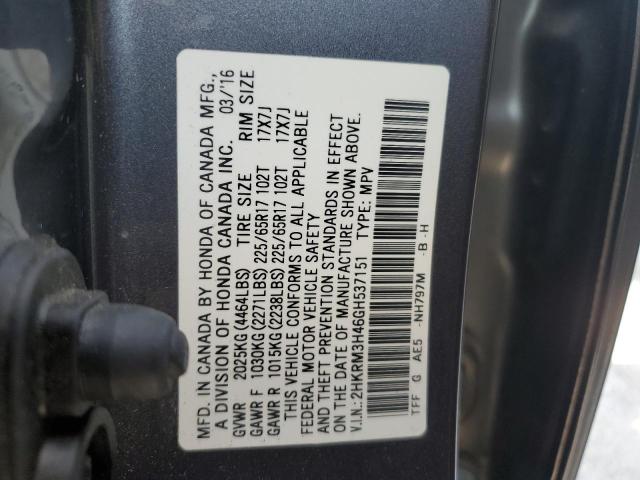 MFD. IN CANADA BY HONDA OF CANADA MFG.,
A DIVISION OF HONDA CANADA INC. 03/'16
GVWR 2025KG(4464LBS) TIRE SIZE RIM SIZE
GAWR F 1030KG(2271LBS) 225/65R17 102T 17X7J
GAWR R 1015KG(2238LBS) 225/65R17 102T 17X7J
THIS VEHICLE CONFORMS TO ALL APPLICABLE
FEDERAL MOTOR VEHICLE SAFETY
AND THEFT PREVENTION STANDARDS IN EFFECT
ON THE DATE OF MANUFACTURE SHOWN ABOVE.
V.I.N.:2HKRM3H46GH537151 TYPE: MPV
TFF G AE5 -NH797M -B -H